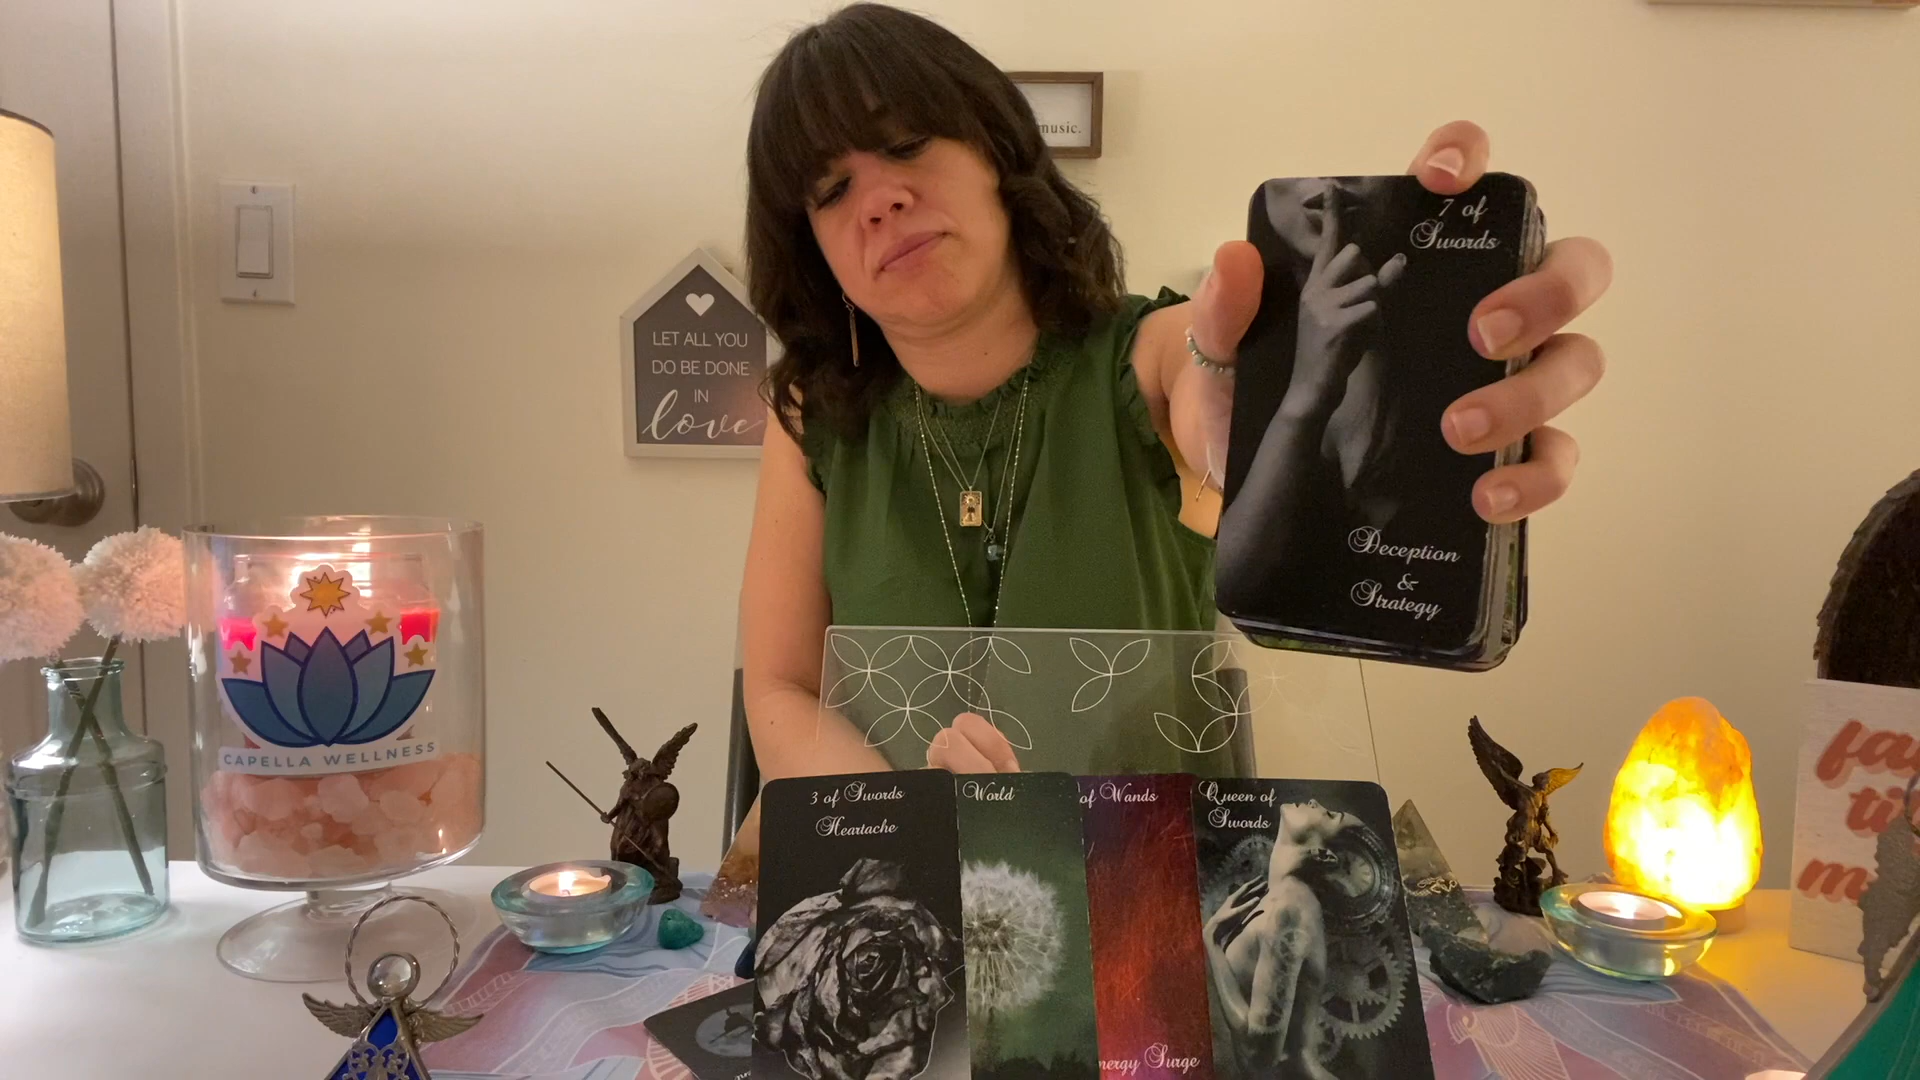 music.
7 of
Swords
LET ALL YOU
DO BE DONE
IN
love
Deception
&
Strategy
CAPELLA WELLNESS
3 of Swords
Heartache
World
of Wands
Queen of
Swords
Surge